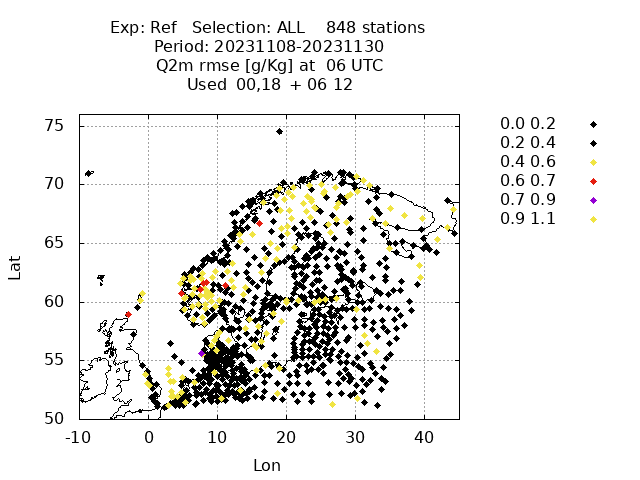 Exp: Ref   Selection: ALL    848 stations
Period: 20231108-20231130
Q2m rmse [g/Kg] at  06 UTC
Used  00,18  + 06 12
0.0 0.2
0.2 0.4
0.4 0.6
0.6 0.7
0.7 0.9
0.9 1.1
75
70
65
60
55
50
Lat
-10 0 10 20 30 40
Lon